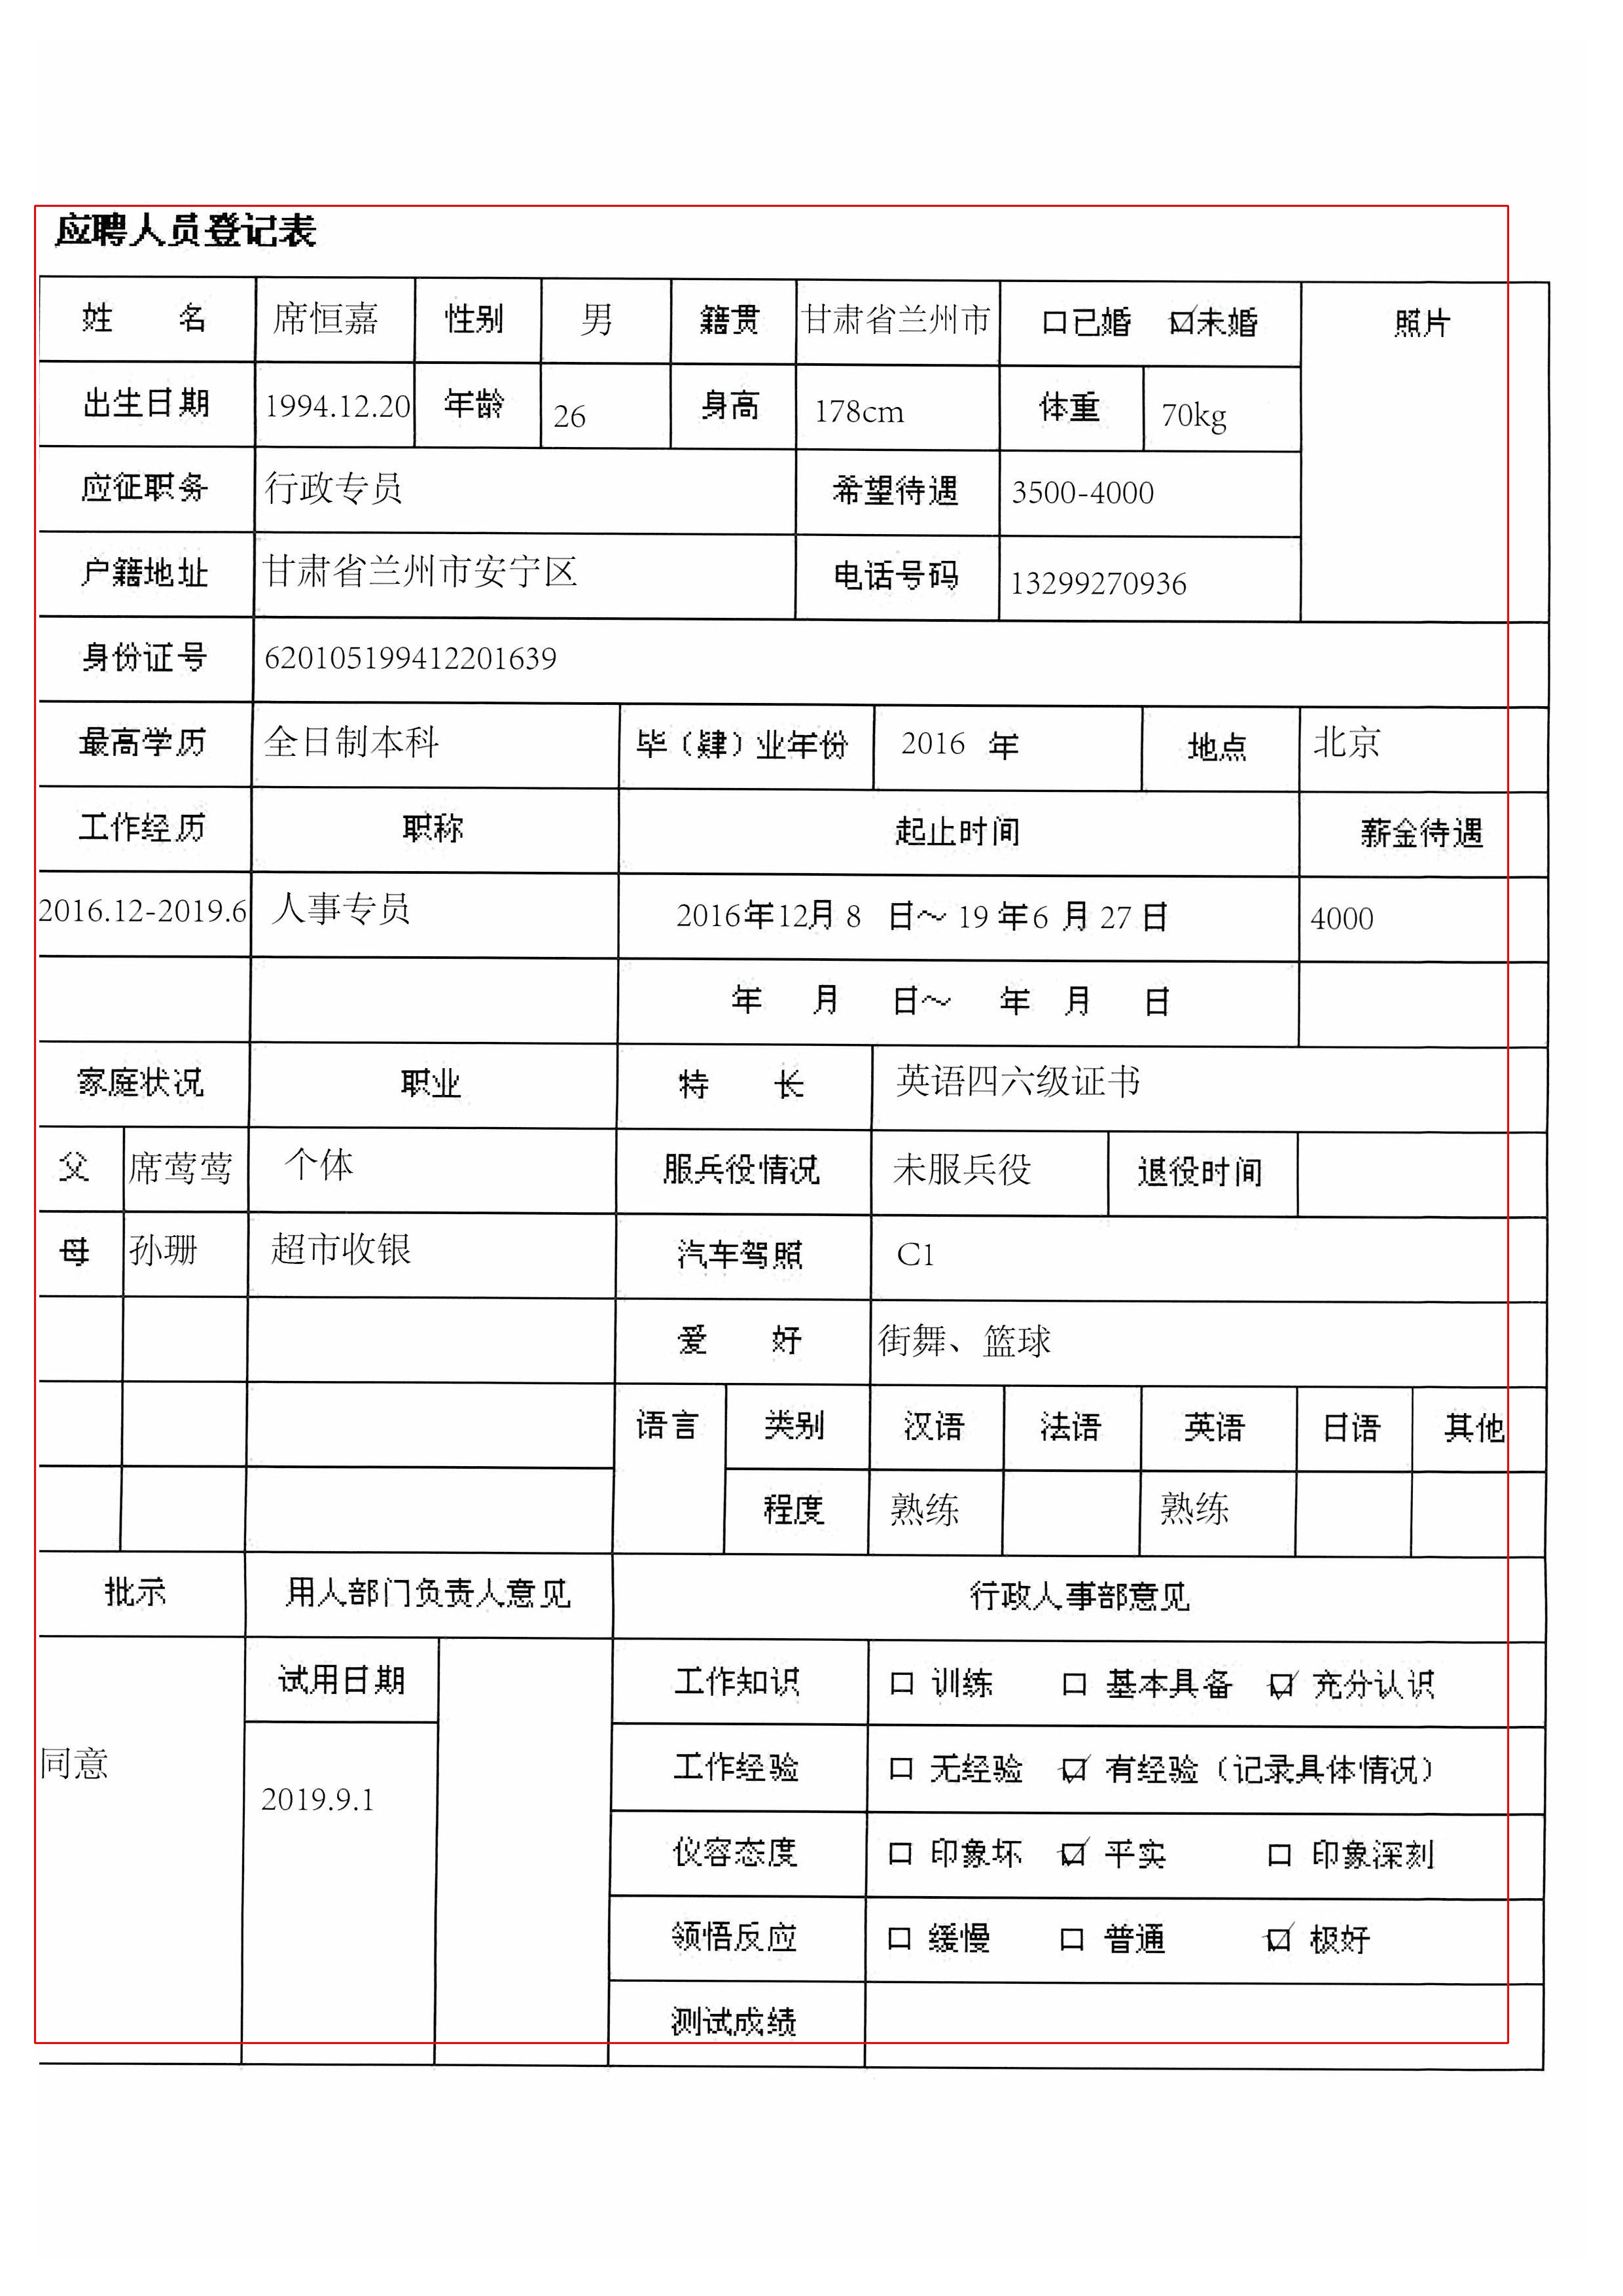 应聘人员登记表
姓 名 席恒嘉 性别 男 籍贯 甘肃省兰州市 □已婚 ☑未婚 照片
出生日期 1994.12.20 年龄 26 身高 178cm 体重 70kg
应征职务 行政专员 希望待遇 3500-4000
户籍地址 甘肃省兰州市安宁区 电话号码 13299270936
身份证号 620105199412201639
最高学历 全日制本科 毕（肄）业年份 2016 年 地点 北京
工作经历 职称 起止时间 薪金待遇
2016.12-2019.6 人事专员 2016年12月 8 日～ 19 年6 月 27 日 4000
年 月 日～ 年 月 日
家庭状况 职业 特 长 英语四六级证书
父 席莺莺 个体 服兵役情况 未服兵役 退役时间
母 孙珊 超市收银 汽车驾照 C1
爱 好 街舞、篮球
语言 类别 汉语 法语 英语 日语 其他
程度 熟练 熟练
批示 用人部门负责人意见 行政人事部意见
试用日期 工作知识 □ 训练 □ 基本具备 ☑ 充分认识
同意 2019.9.1 工作经验 □ 无经验 ☑ 有经验（记录具体情况）
仪容态度 □ 印象坏 ☑ 平实 □ 印象深刻
领悟反应 □ 缓慢 □ 普通 ☑ 极好
测试成绩